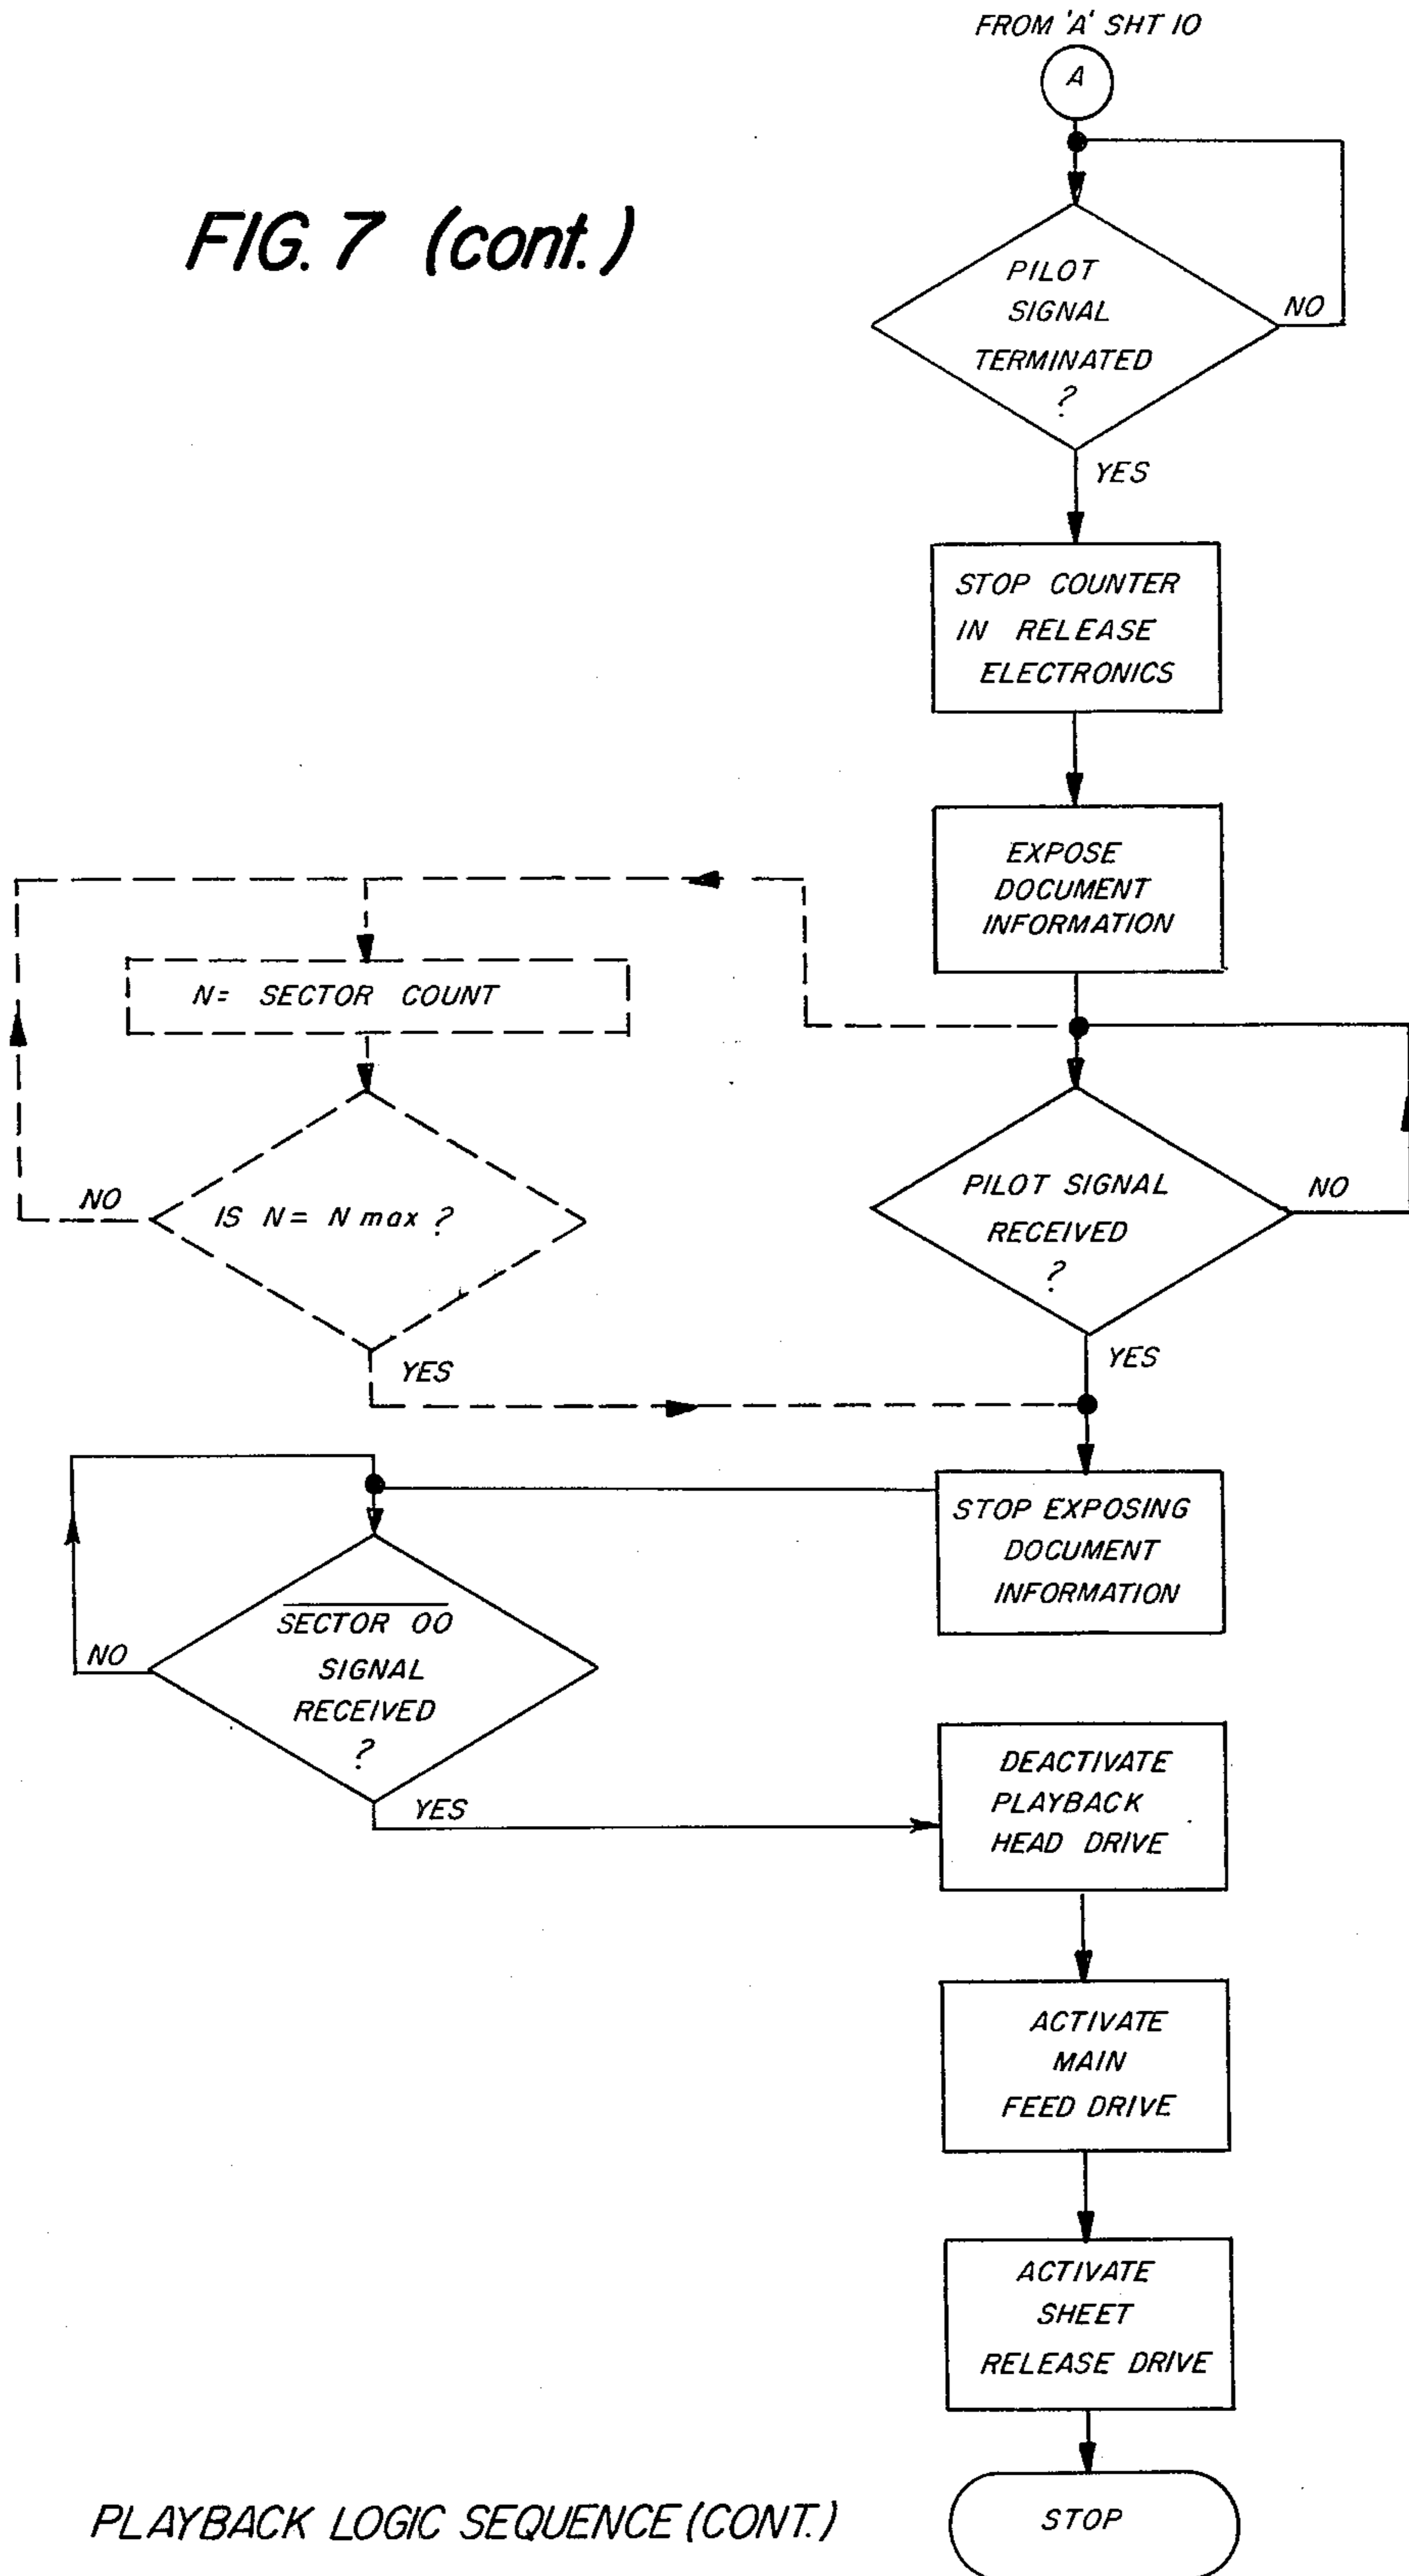 FROM 'A' SHT 10
A
FIG. 7 (cont.)
PILOT
SIGNAL
TERMINATED
?
NO
YES
STOP COUNTER
IN RELEASE
ELECTRONICS
EXPOSE
DOCUMENT
INFORMATION
N= SECTOR COUNT
IS N= N max ?
NO
YES
PILOT SIGNAL
RECEIVED
?
NO
YES
STOP EXPOSING
DOCUMENT
INFORMATION
SECTOR 00
SIGNAL
RECEIVED
?
NO
YES
DEACTIVATE
PLAYBACK
HEAD DRIVE
ACTIVATE
MAIN
FEED DRIVE
ACTIVATE
SHEET
RELEASE DRIVE
STOP
PLAYBACK LOGIC SEQUENCE (CONT.)